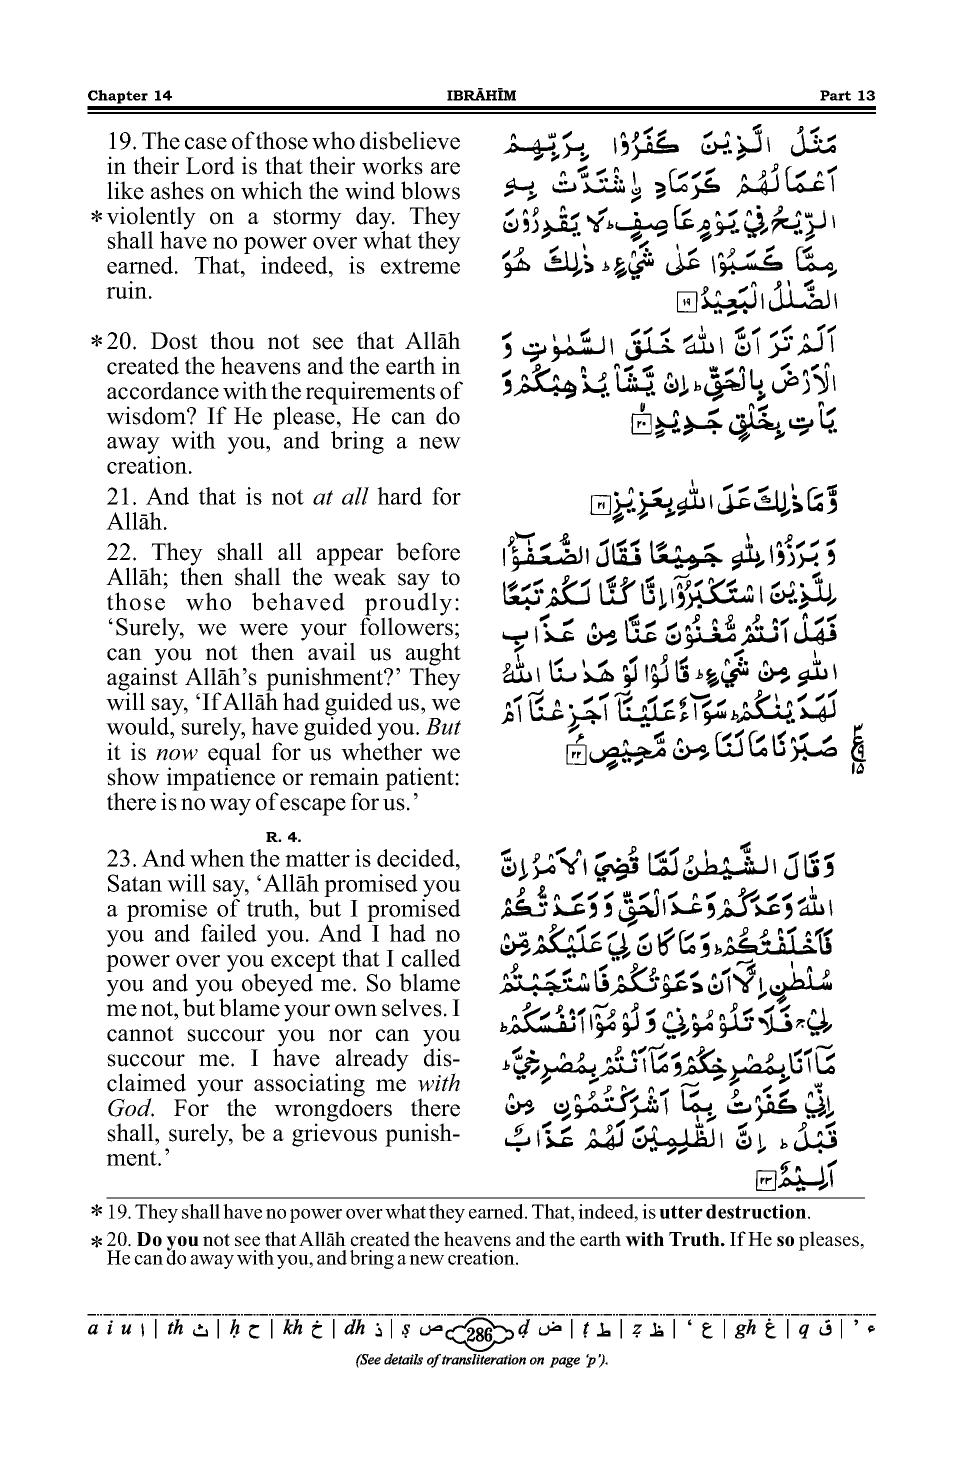 Chapter 14 IBRĀHĪM Part 13
19. The case of those who disbelieve
in their Lord is that their works are
like ashes on which the wind blows
*violently on a stormy day. They
shall have no power over what they
earned. That, indeed, is extreme
ruin.
*20. Dost thou not see that Allāh
created the heavens and the earth in
accordance with the requirements of
wisdom? If He please, He can do
away with you, and bring a new
creation.
21. And that is not at all hard for
Allāh.
22. They shall all appear before
Allāh; then shall the weak say to
those who behaved proudly:
‘Surely, we were your followers;
can you not then avail us aught
against Allāh’s punishment?’ They
will say, ‘If Allāh had guided us, we
would, surely, have guided you. But
it is now equal for us whether we
show impatience or remain patient:
there is no way of escape for us.’
R. 4.
23. And when the matter is decided,
Satan will say, ‘Allāh promised you
a promise of truth, but I promised
you and failed you. And I had no
power over you except that I called
you and you obeyed me. So blame
me not, but blame your own selves. I
cannot succour you nor can you
succour me. I have already dis-
claimed your associating me with
God. For the wrongdoers there
shall, surely, be a grievous punish-
ment.’
مَثَلُ الَّذِيْنَ كَفَرُوْا بِرَبِّهِمْ
اَعْمَالُهُمْ كَرَمَادِ ࣙاشْتَدَّتْ بِهِ
الرِّيْحُ فِيْ يَوْمٍ عَاصِفٍ ؕ لَا يَقْدِرُوْنَ
مِمَّا كَسَبُوْا عَلٰى شَيْءٍ ؕ ذٰلِكَ هُوَ
الضَّلٰلُ الْبَعِيْدُ ۱۹
اَلَمْ تَرَ اَنَّ اللّٰهَ خَلَقَ السَّمٰوٰتِ وَ
الْاَرْضَ بِالْحَقِّ ؕ اِنْ يَّشَاْ يُذْهِبْكُمْ وَ
يَاْتِ بِخَلْقٍ جَدِيْدٍ ۲۰
وَّمَا ذٰلِكَ عَلَى اللّٰهِ بِعَزِيْزٍ ۲۱
وَ بَرَزُوْا لِلّٰهِ جَمِيْعًا فَقَالَ الضُّعَفٰٓؤُا
لِلَّذِيْنَ اسْتَكْبَرُوْۤا اِنَّا كُنَّا لَكُمْ تَبَعًا
فَهَلْ اَنْتُمْ مُّغْنُوْنَ عَنَّا مِنْ عَذَابِ
اللّٰهِ مِنْ شَيْءٍ ؕ قَالُوْا لَوْ هَدٰىنَا اللّٰهُ
لَهَدَيْنٰكُمْ ؕ سَوَآءٌ عَلَيْنَاۤ اَجَزِعْنَاۤ اَمْ
صَبَرْنَا مَا لَنَا مِنْ مَّحِيْصٍ ۲۲
ع ۱۵
وَقَالَ الشَّيْطٰنُ لَمَّا قُضِيَ الْاَمْرُ اِنَّ
اللّٰهَ وَعَدَكُمْ وَعْدَ الْحَقِّ وَ وَعَدْتُّكُمْ
فَاَخْلَفْتُكُمْ ؕ وَمَا كَانَ لِيَ عَلَيْكُمْ مِّنْ
سُلْطٰنٍ اِلَّاۤ اَنْ دَعَوْتُكُمْ فَاسْتَجَبْتُمْ
لِيْ ۚ فَلَا تَلُوْمُوْنِيْ وَ لُوْمُوْۤا اَنْفُسَكُمْ ؕ
مَاۤ اَنَا بِمُصْرِخِكُمْ وَمَاۤ اَنْتُمْ بِمُصْرِخِيَّ ؕ
اِنِّيْ كَفَرْتُ بِمَاۤ اَشْرَكْتُمُوْنِ مِنْ
قَبْلُ ؕ اِنَّ الظّٰلِمِيْنَ لَهُمْ عَذَابٌ
اَلِيْمٌ ۲۳
* 19. They shall have no power over what they earned. That, indeed, is utter destruction.
* 20. Do you not see that Allāh created the heavens and the earth with Truth. If He so pleases,
He can do away with you, and bring a new creation.
a i u ا | th ث | ḥ ح | kh خ | dh ذ | ṣ ص 286 ḍ ض | ṭ ط | ẓ ظ | ‘ ع | gh غ | q ق | ’ ء
(See details of transliteration on page ‘p’).